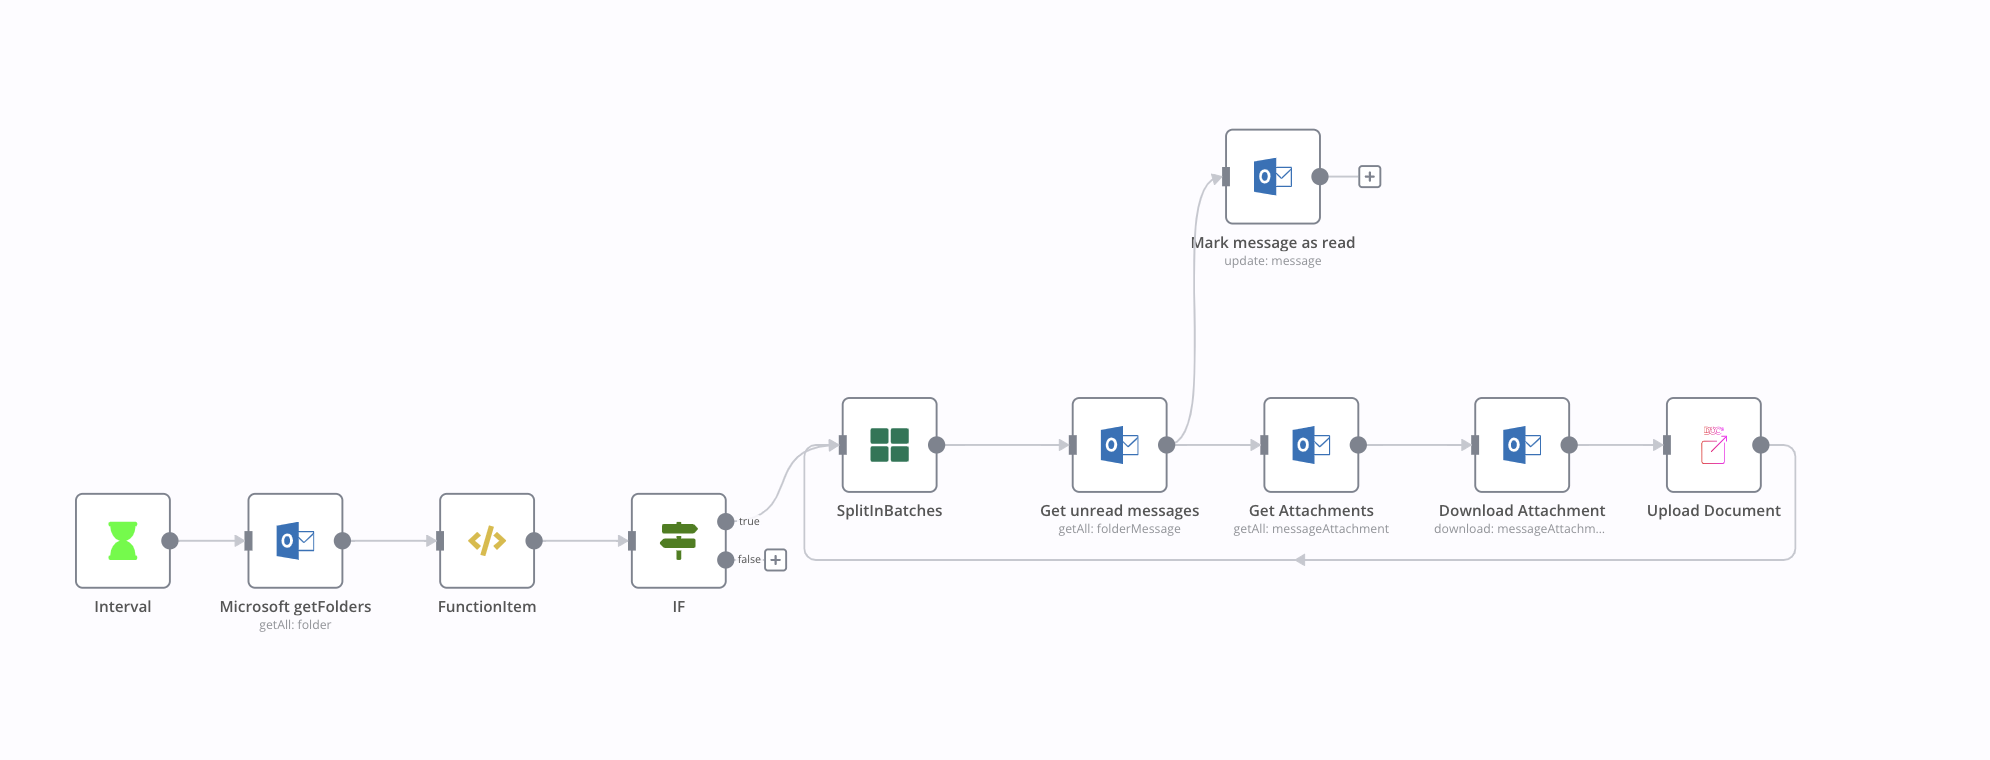 Mark message as read
update: message
SplitInBatches
Get unread messages
getAll: folderMessage
Get Attachments
getAll: messageAttachment
Download Attachment
download: messageAttachm...
Upload Document
true
false
Interval
Microsoft getFolders
getAll: folder
FunctionItem
IF